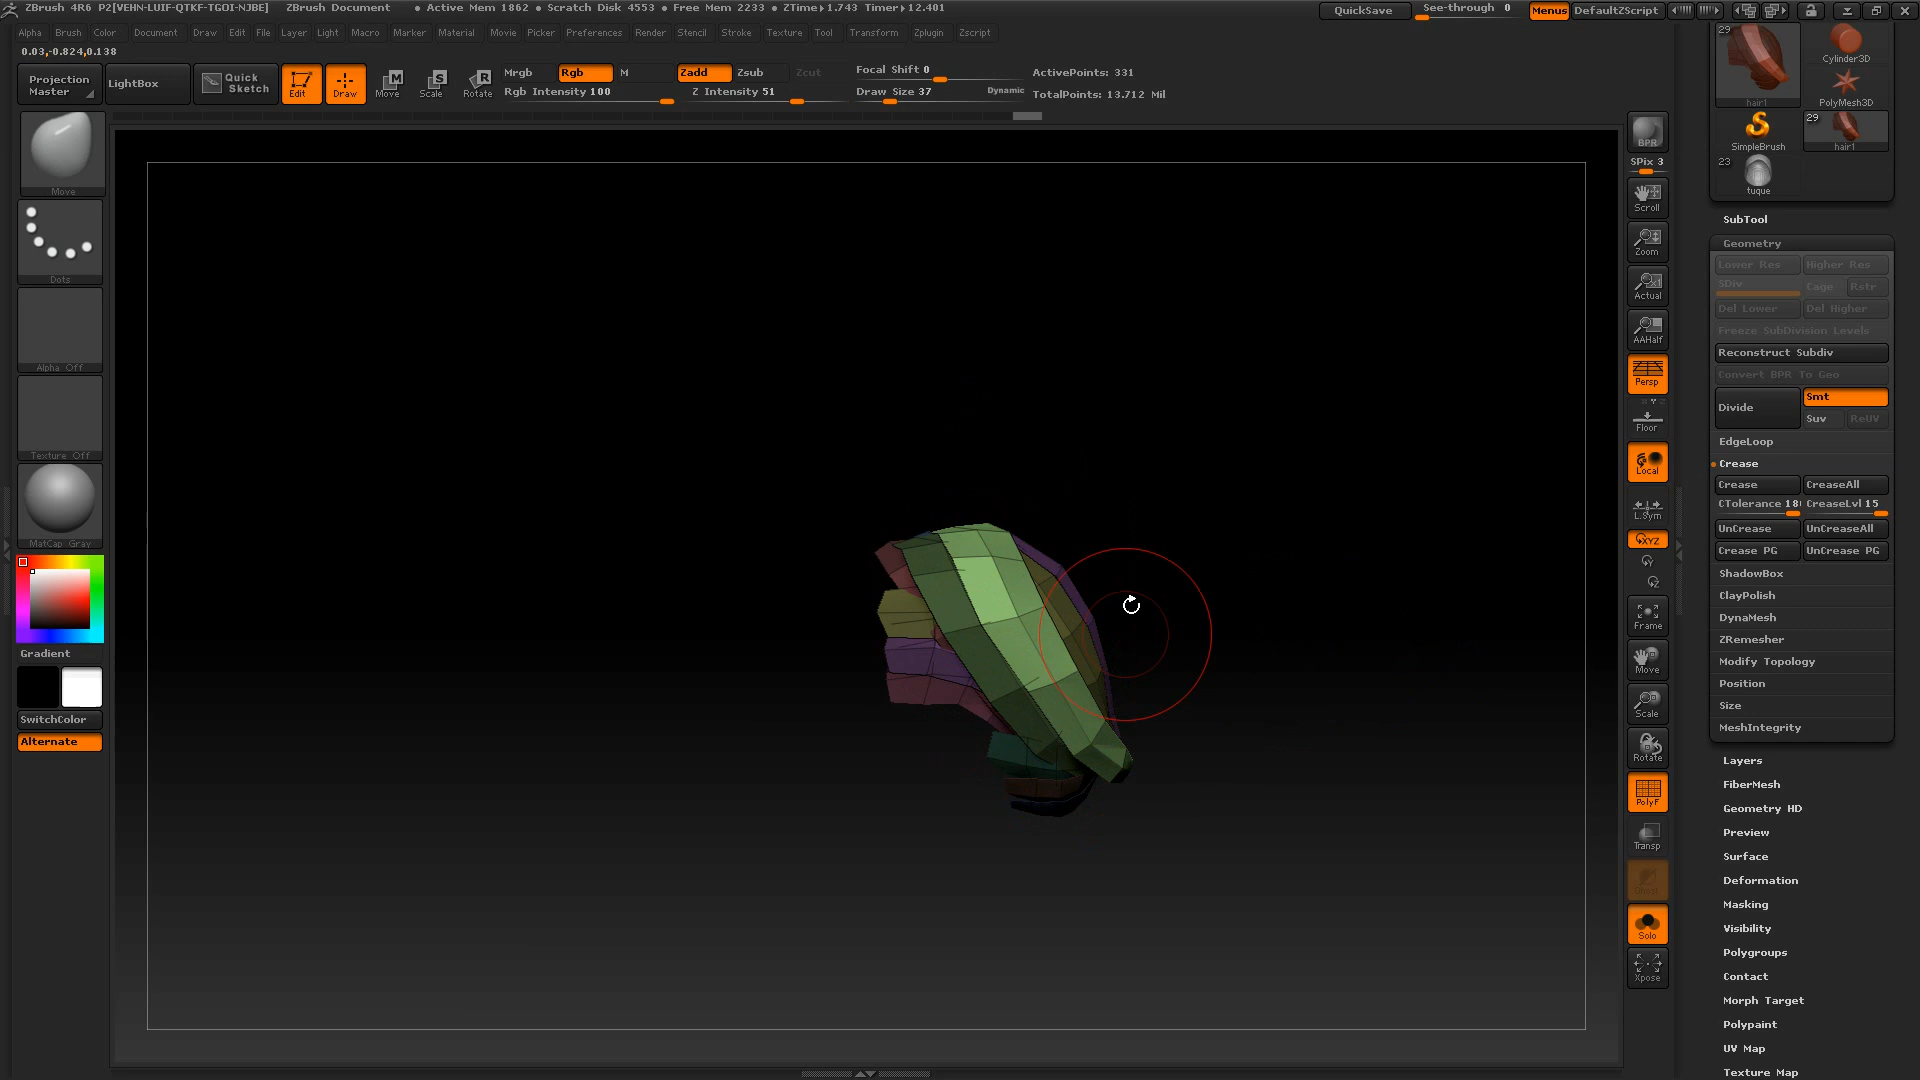 ZBrush 4R6 P2[VEHN-LUIF-QTKF-TGOI-NJBE] ZBrush Document • Active Mem 1862 • Scratch Disk 4553 • Free Mem 2233 • ZTime▸1.743 Timer▸12.401 QuickSave See-through 0 Menus DefaultZScript
Alpha Brush Color Document Draw Edit File Layer Light Macro Marker Material Movie Picker Preferences Render Stencil Stroke Texture Tool Transform Zplugin Zscript
0.03,-0.824,0.138
Projection Master
LightBox
Quick Sketch
Edit
Draw
Move
Scale
Rotate
Mrgb Rgb M
Rgb Intensity 100
Zadd Zsub Zcut
Z Intensity 51
Focal Shift 0
Draw Size 37
Dynamic
ActivePoints: 331
TotalPoints: 13.712 Mil
Move
Dots
Alpha Off
Texture Off
MatCap Gray
Gradient
SwitchColor
Alternate
BPR
SPix 3
Scroll
Zoom
Actual
AAHalf
Persp
Floor
Local
L.Sym
XYZ
Frame
Move
Scale
Rotate
PolyF
Transp
Ghost
Solo
Xpose
29
hair1
Cylinder3D
PolyMesh3D
SimpleBrush
29
hair1
23
tuque
SubTool
Geometry
Lower Res Higher Res
SDiv Cage Rstr
Del Lower Del Higher
Freeze SubDivision Levels
Reconstruct Subdiv
Convert BPR To Geo
Divide
Smt
Suv ReUV
EdgeLoop
Crease
Crease CreaseAll
CTolerance 18 CreaseLvl 15
UnCrease UnCreaseAll
Crease PG UnCrease PG
ShadowBox
ClayPolish
DynaMesh
ZRemesher
Modify Topology
Position
Size
MeshIntegrity
Layers
FiberMesh
Geometry HD
Preview
Surface
Deformation
Masking
Visibility
Polygroups
Contact
Morph Target
Polypaint
UV Map
Texture Map